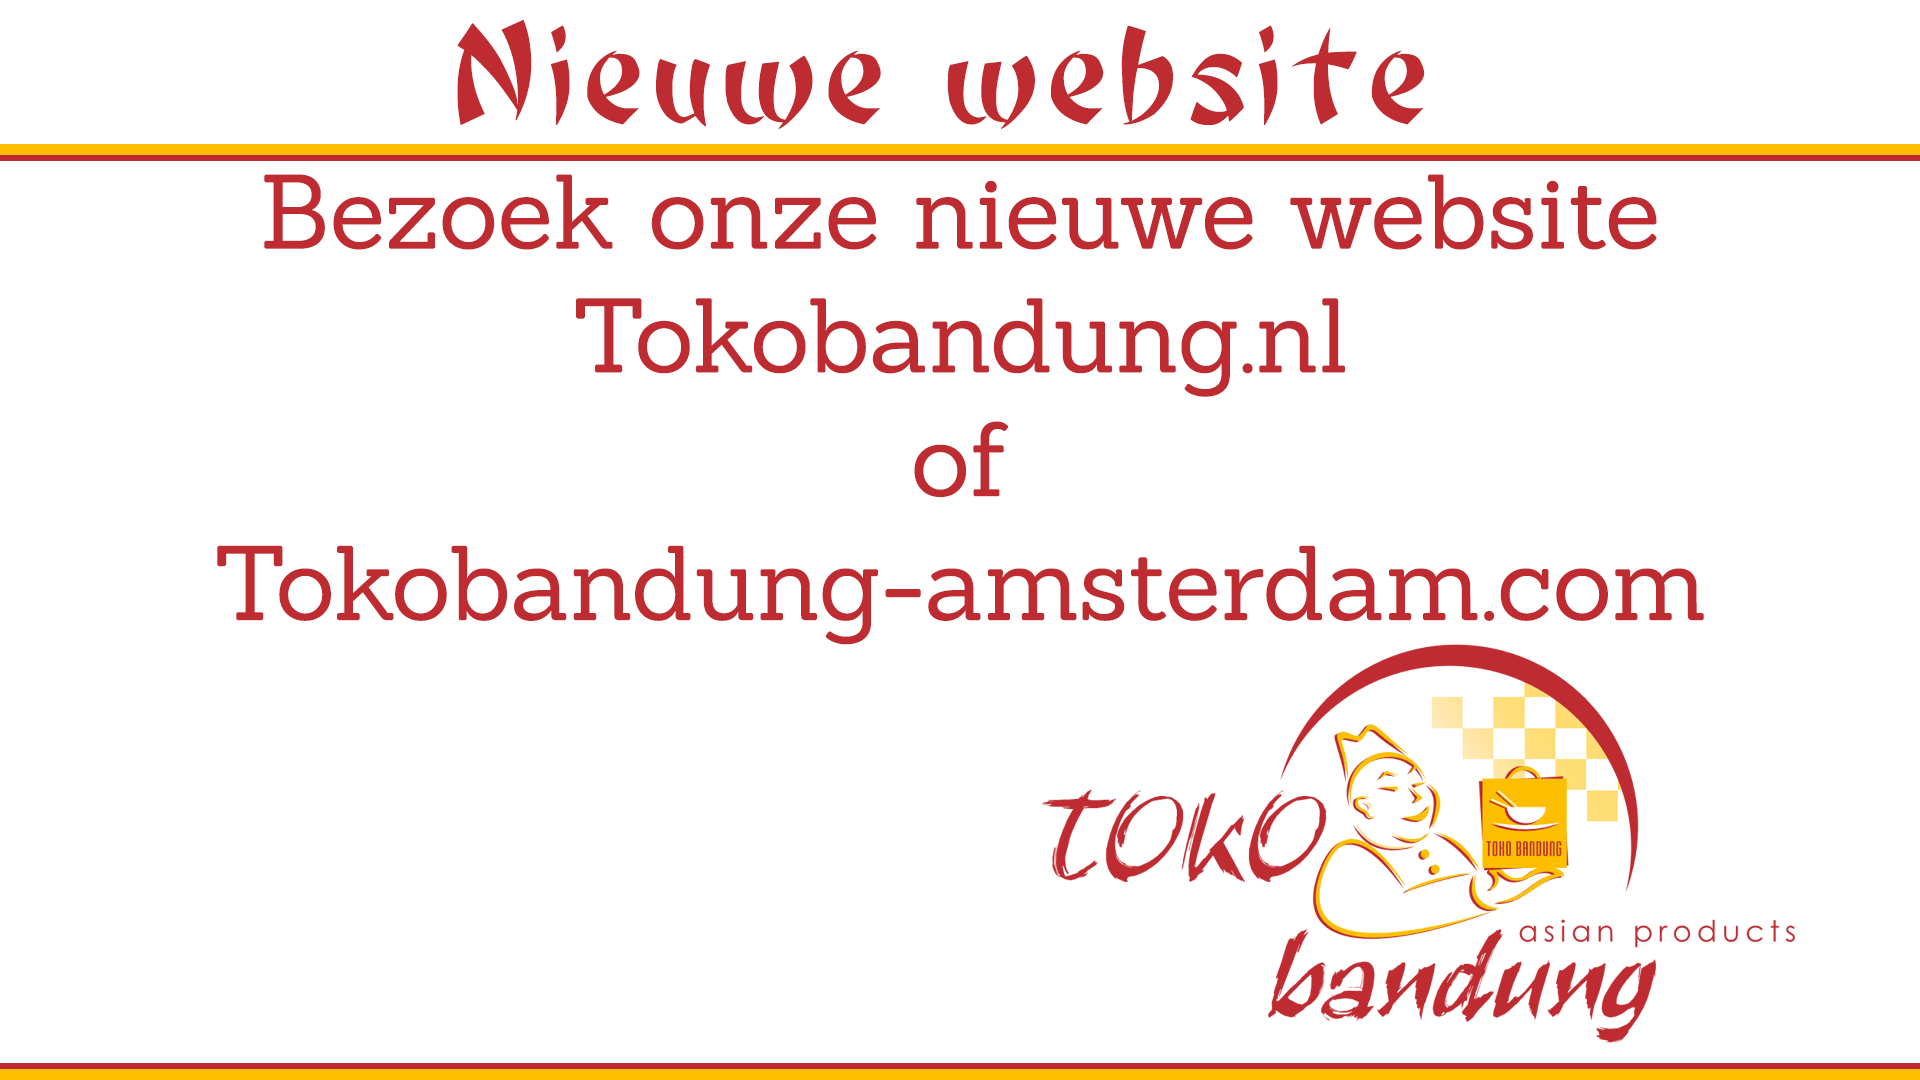 Nieuwe website
Bezoek onze nieuwe website
Tokobandung.nl
of
Tokobandung-amsterdam.com
TOKO
TOKO BANDUNG
asian products
bandung